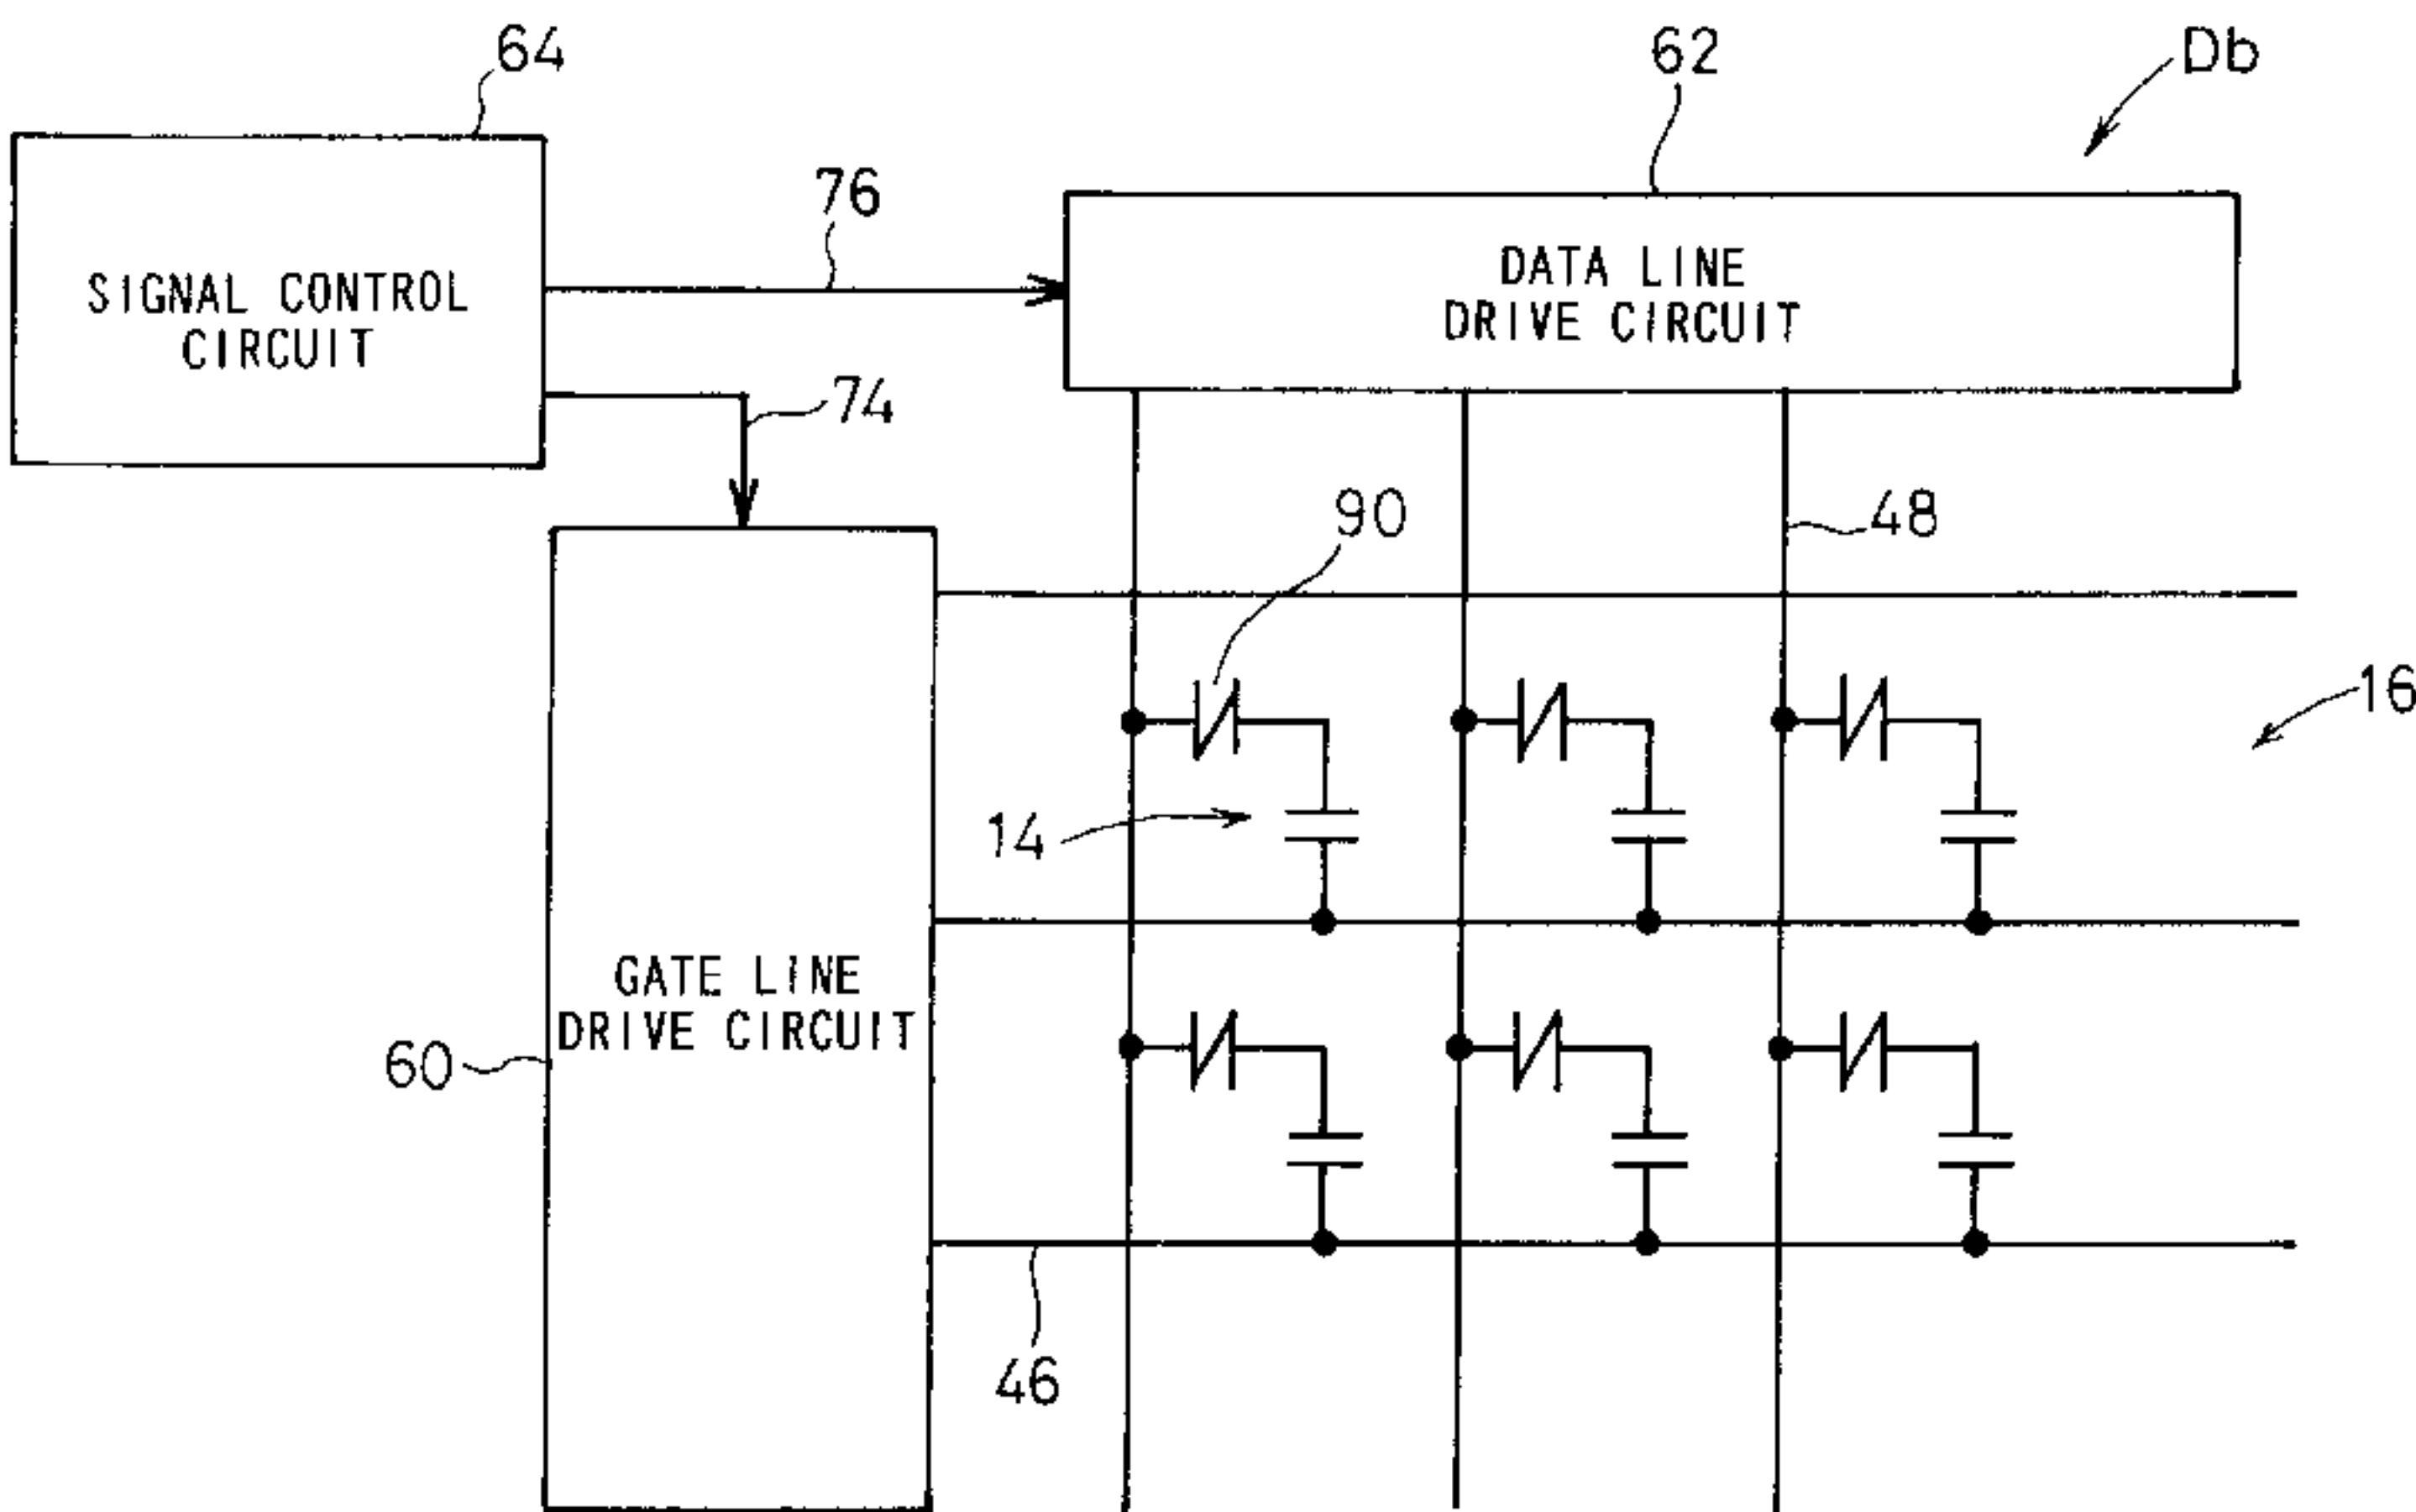 64
62
Db
76
SIGNAL CONTROL
CIRCUIT
DATA LINE
DRIVE CIRCUIT
74
90
48
16
14
GATE LINE
DRIVE CIRCUIT
60
46